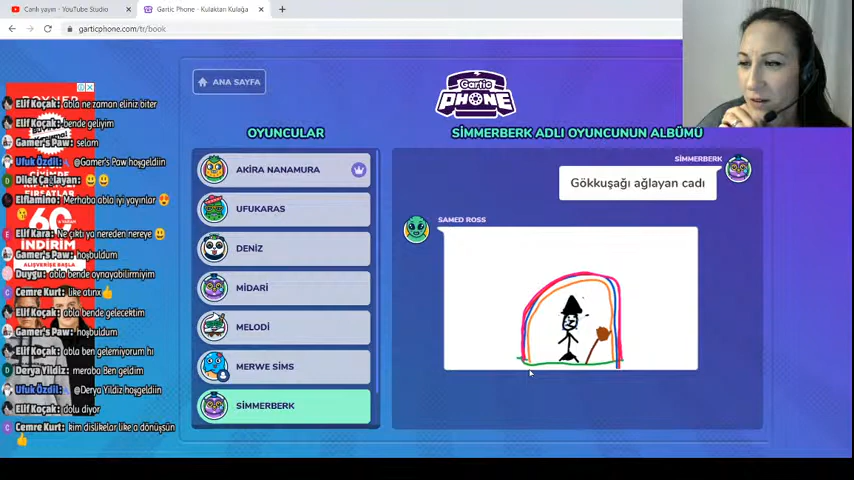 Canlı yayın - YouTube Studio
Gartic Phone - Kulaktan Kulağa
garticphone.com/tr/book
ANA SAYFA
Gartic
PHONE
OYUNCULAR
SİMMERBERK ADLI OYUNCUNUN ALBÜMÜ
AKİRA NANAMURA
UFUKARAS
DENİZ
MİDARİ
MELODİ
MERWE SİMS
SİMMERBERK
SİMMERBERK
Gökkuşağı ağlayan cadı
SAMED ROSS
Elif Koçak: abla ne zaman eliniz biter
Elif Koçak: bende geliyim
Gamer's Paw: selam
Ufuk Özdil: @Gamer's Paw hoşgeldiin
Dilek Çağlayan:
Elflamino: Merhaba abla iyi yayınlar
Elif Kara: Ne çıktı ya nereden nereye
Gamer's Paw: hoşbuldum
Duygu: abla bende oynayabilirmiyim
Cemre Kurt: like atınx
Elif Koçak: abla bende gelecektim
Gamer's Paw: hoşbuldum
Elif Koçak: abla ben gelemiyorum hi
Derya Yildiz: meraba Ben geldim
Ufuk Özdil: @Derya Yildiz hoşgeldiin
Elif Koçak: dolu diyor
Cemre Kurt: kim dislikelar like a dönüşsün
60
İNDİRİM